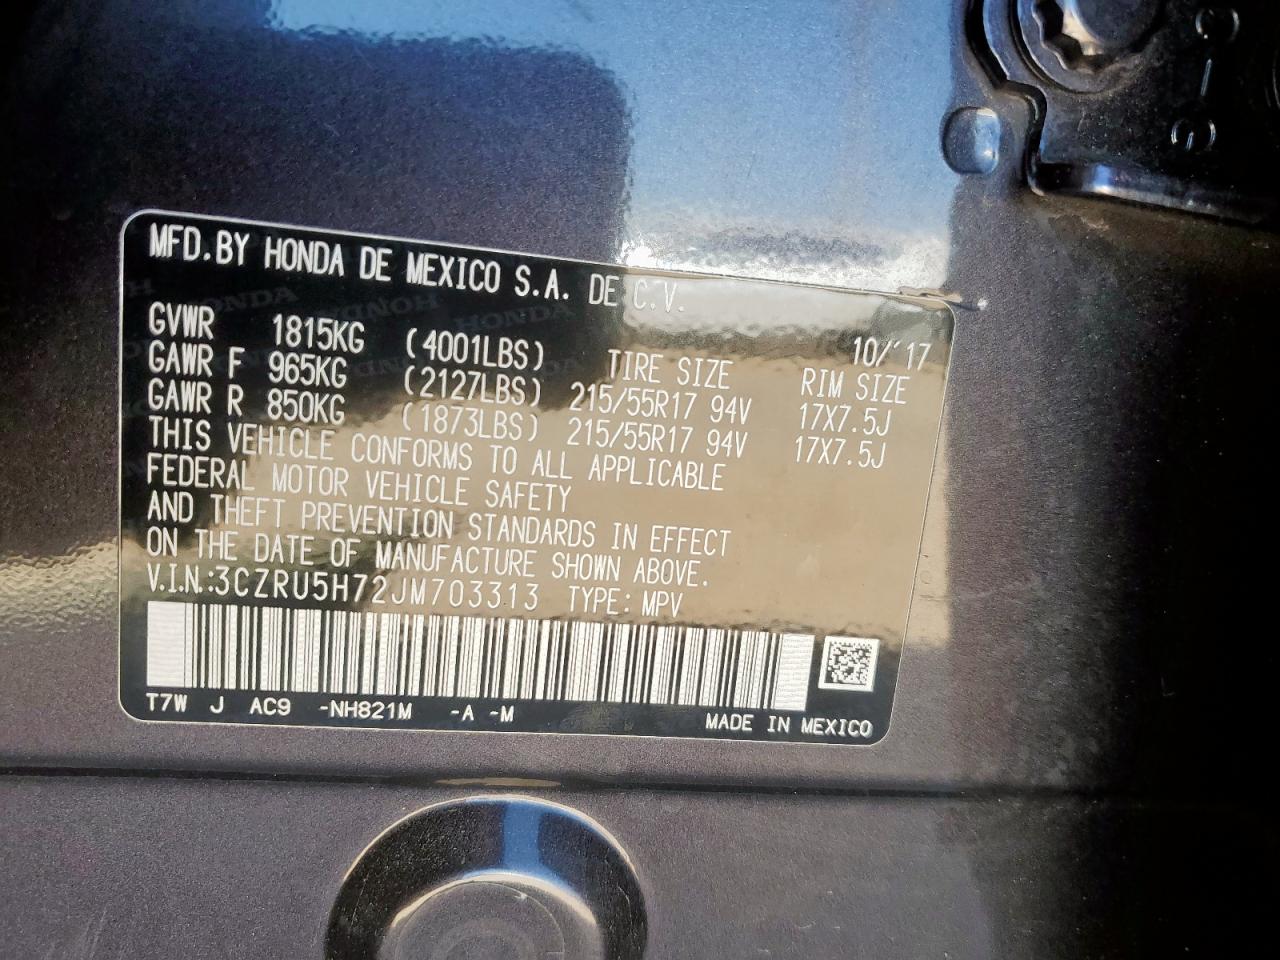 MFD.BY HONDA DE MEXICO S.A. DE C.V.
10/'17
GVWR 1815KG (4001LBS) TIRE SIZE RIM SIZE
GAWR F 965KG (2127LBS) 215/55R17 94V 17X7.5J
GAWR R 850KG (1873LBS) 215/55R17 94V 17X7.5J
THIS VEHICLE CONFORMS TO ALL APPLICABLE
FEDERAL MOTOR VEHICLE SAFETY
AND THEFT PREVENTION STANDARDS IN EFFECT
ON THE DATE OF MANUFACTURE SHOWN ABOVE.
V.I.N.:3CZRU5H72JM703313 TYPE: MPV
T7W J AC9 -NH821M -A -M
MADE IN MEXICO